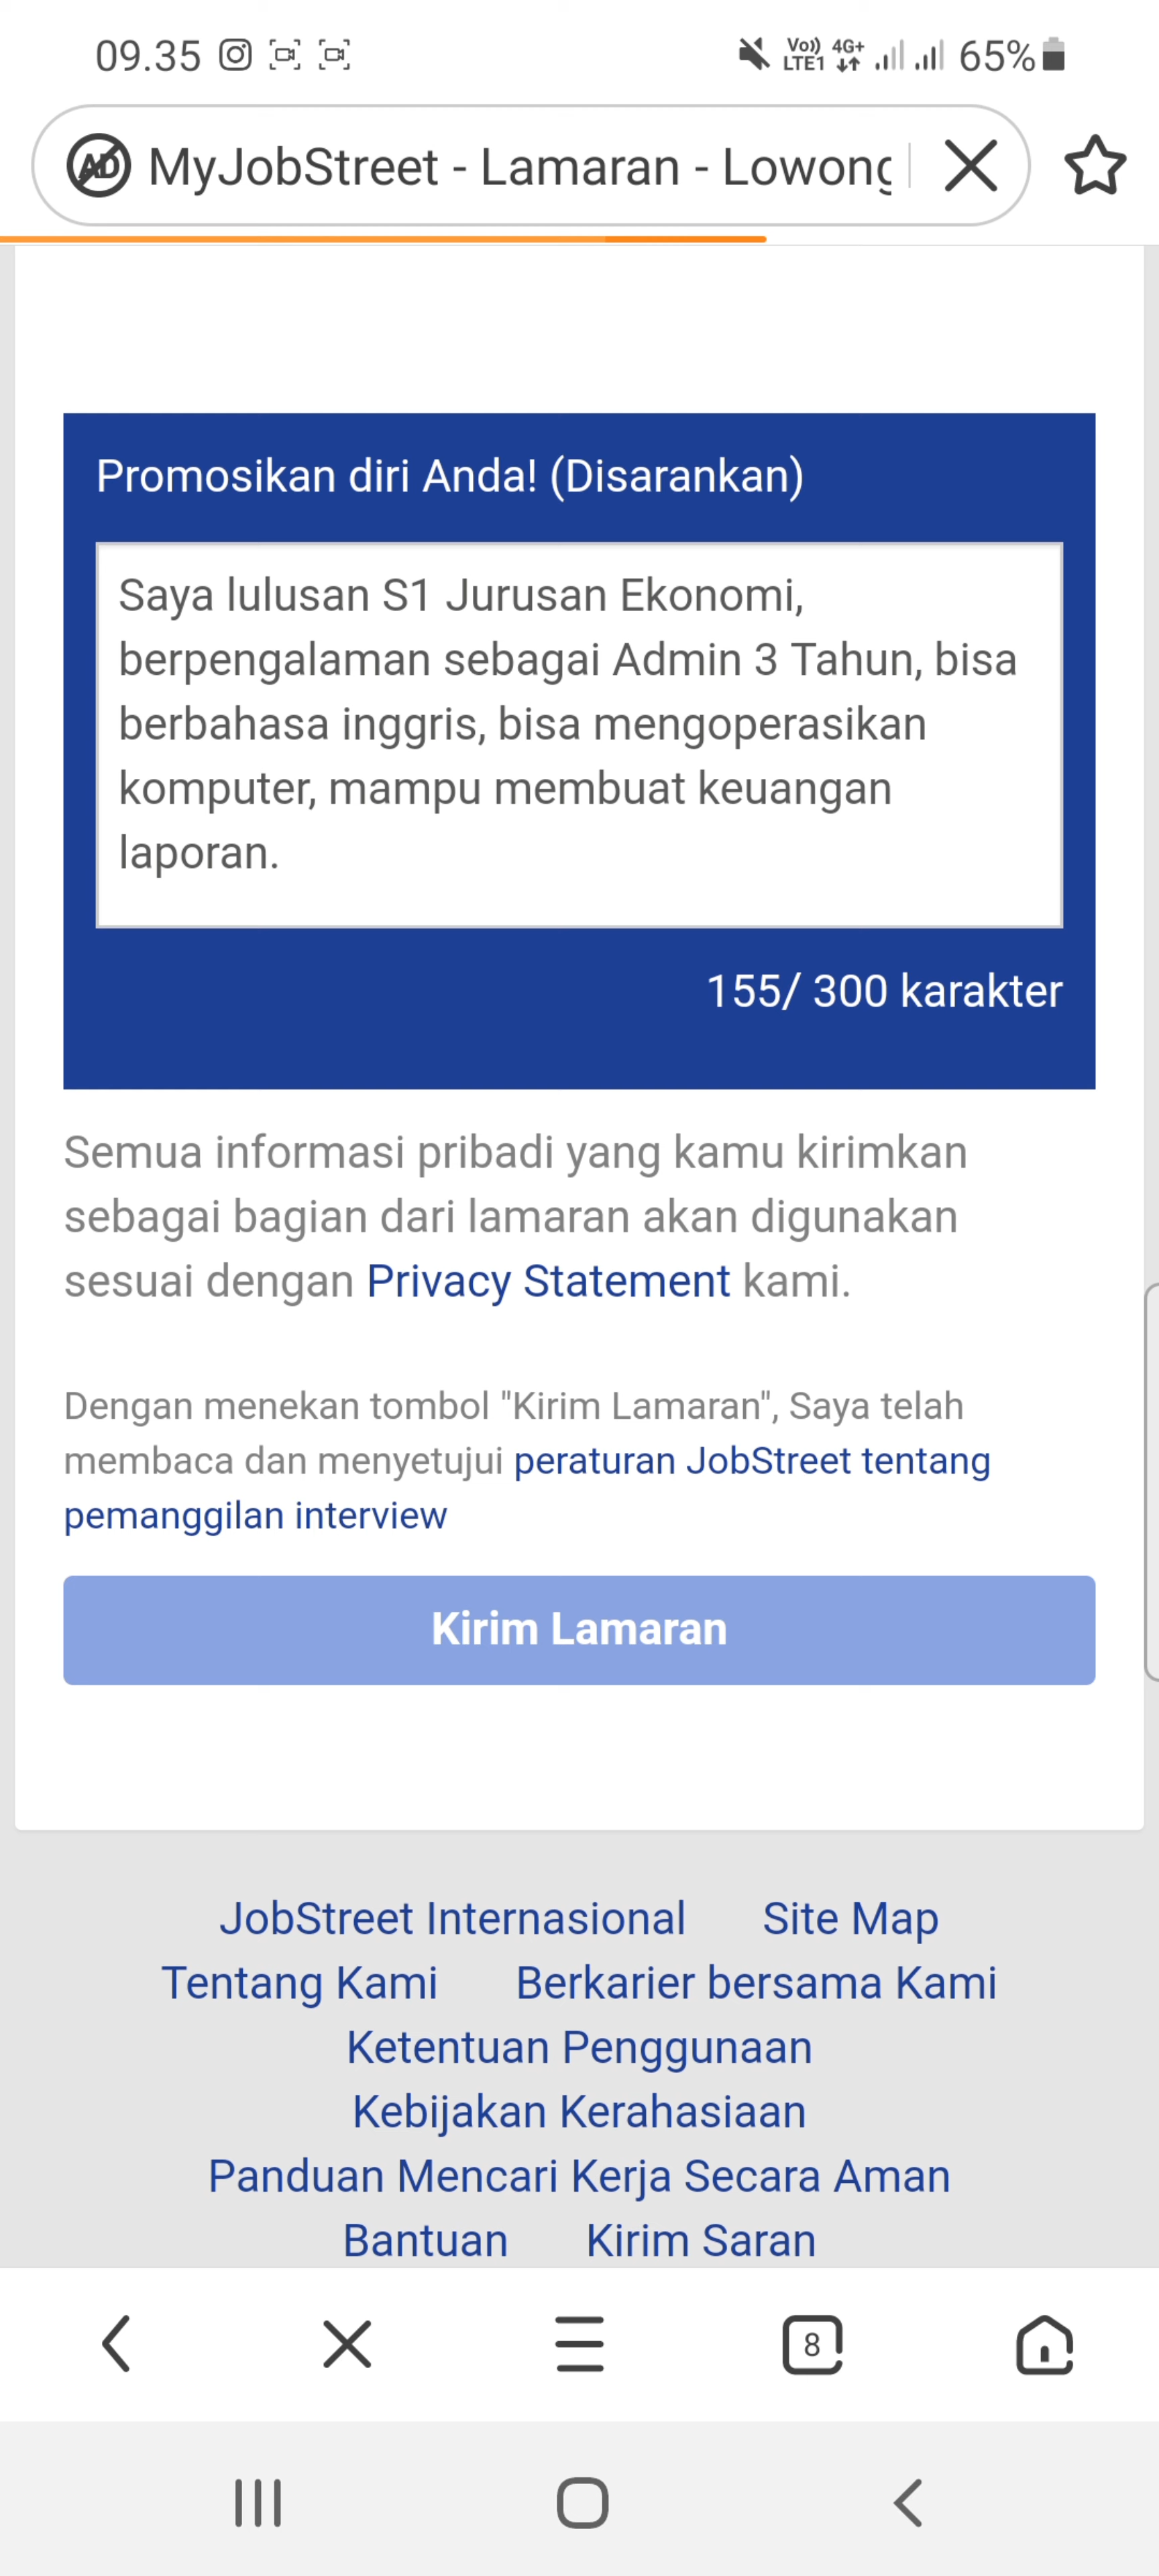 09.35
Vo)) LTE1 4G+ 65%
AD MyJobStreet - Lamaran - Lowong
Promosikan diri Anda! (Disarankan)
Saya lulusan S1 Jurusan Ekonomi,
berpengalaman sebagai Admin 3 Tahun, bisa
berbahasa inggris, bisa mengoperasikan
komputer, mampu membuat keuangan
laporan.
155/ 300 karakter
Semua informasi pribadi yang kamu kirimkan
sebagai bagian dari lamaran akan digunakan
sesuai dengan Privacy Statement kami.
Dengan menekan tombol "Kirim Lamaran", Saya telah
membaca dan menyetujui peraturan JobStreet tentang
pemanggilan interview
Kirim Lamaran
JobStreet Internasional Site Map
Tentang Kami Berkarier bersama Kami
Ketentuan Penggunaan
Kebijakan Kerahasiaan
Panduan Mencari Kerja Secara Aman
Bantuan Kirim Saran
8